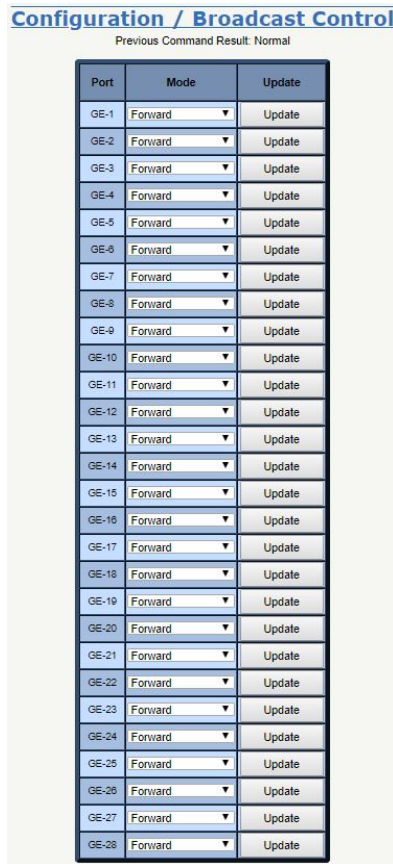 Configuration / Broadcast Control
Previous Command Result: Normal
Port Mode Update
GE-1 Forward Update
GE-2 Forward Update
GE-3 Forward Update
GE-4 Forward Update
GE-5 Forward Update
GE-6 Forward Update
GE-7 Forward Update
GE-8 Forward Update
GE-9 Forward Update
GE-10 Forward Update
GE-11 Forward Update
GE-12 Forward Update
GE-13 Forward Update
GE-14 Forward Update
GE-15 Forward Update
GE-16 Forward Update
GE-17 Forward Update
GE-18 Forward Update
GE-19 Forward Update
GE-20 Forward Update
GE-21 Forward Update
GE-22 Forward Update
GE-23 Forward Update
GE-24 Forward Update
GE-25 Forward Update
GE-26 Forward Update
GE-27 Forward Update
GE-28 Forward Update